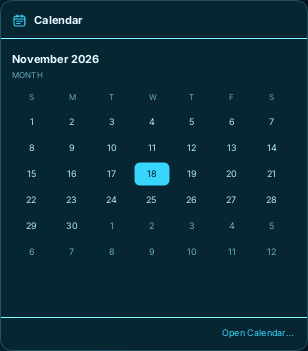 Calendar
November 2026
MONTH
S M T W T F S
1 2 3 4 5 6 7
8 9 10 11 12 13 14
15 16 17 18 19 20 21
22 23 24 25 26 27 28
29 30 1 2 3 4 5
6 7 8 9 10 11 12
Open Calendar...